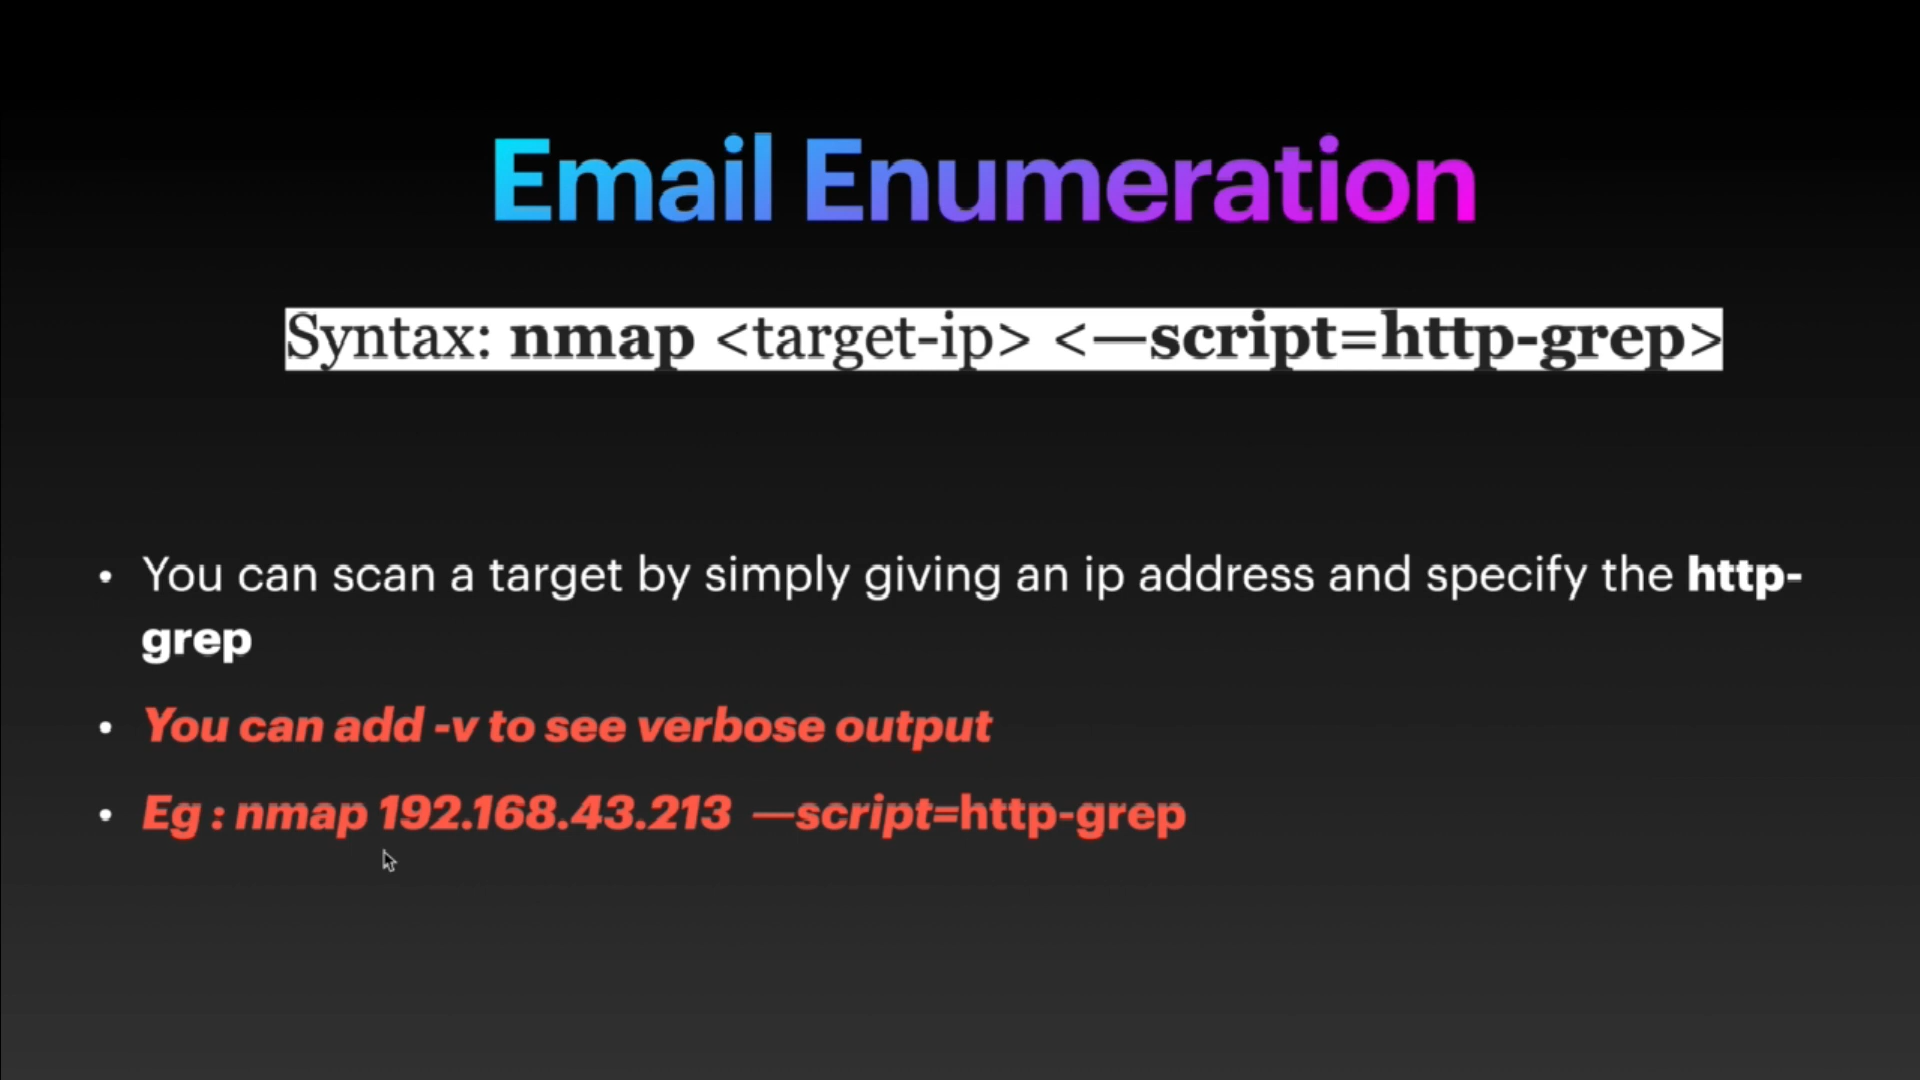 Email Enumeration
Syntax: nmap <target-ip> <—script=http-grep>
• You can scan a target by simply giving an ip address and specify the http-
grep
• You can add -v to see verbose output
• Eg : nmap 192.168.43.213 —script=http-grep